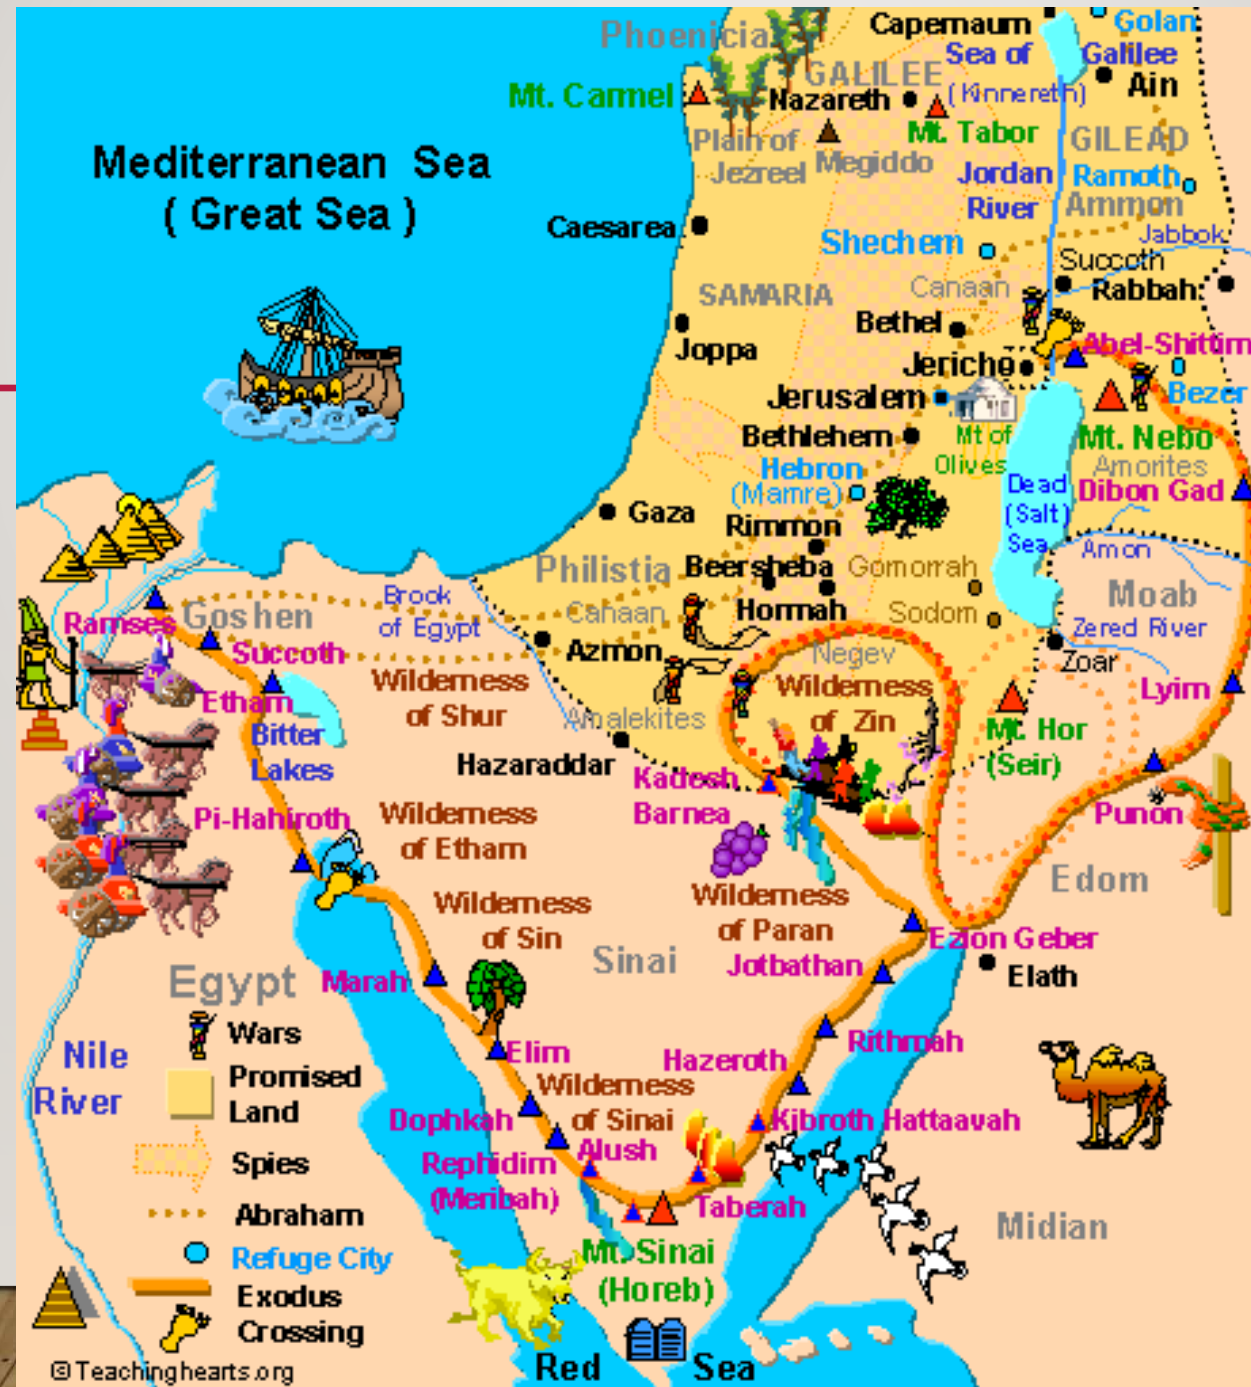 Phoenicia
Capernaum
Golan
Sea of Galilee
(Kinnereth)
GALILEE
Ain
Mt. Carmel
Nazareth
Mt. Tabor
GILEAD
Plain of
Jezreel
Megiddo
Mediterranean Sea
( Great Sea )
Jordan
River
Ramoth
Ammon
Caesarea
Shechem
Jabbok
Succoth
Canaan
Rabbah
SAMARIA
Bethel
Joppa
Abel-Shittim
Jericho
Bezer
Jerusalem
Mt of
Olives
Mt. Nebo
Bethlehem
Amorites
Hebron
(Mamre)
Dead
(Salt)
Sea
Dibon Gad
Gaza
Rimmon
Arnon
Philistia
Beersheba
Gomorrah
Moab
Brook
of Egypt
Canaan
Hormah
Sodom
Zered River
Ramses
Goshen
Succoth
Azmon
Negev
Zoar
Wilderness
of Shur
Wilderness
of Zin
Lyim
Etham
Amalekites
Mt. Hor
(Seir)
Bitter
Lakes
Hazaraddar
Kadesh
Barnea
Punon
Pi-Hahiroth
Wilderness
of Etham
Edom
Wilderness
of Sin
Wilderness
of Paran
Ezion Geber
Sinai
Jotbathan
Elath
Egypt
Marah
Wars
Rithmah
Nile
River
Elim
Hazeroth
Promised
Land
Wilderness
of Sinai
Dophkah
Kibroth Hattaavah
Spies
Alush
Rephidim
(Meribah)
Taberah
Abraham
Midian
Refuge City
Mt. Sinai
(Horeb)
Exodus
Crossing
Red Sea
© Teachinghearts.org